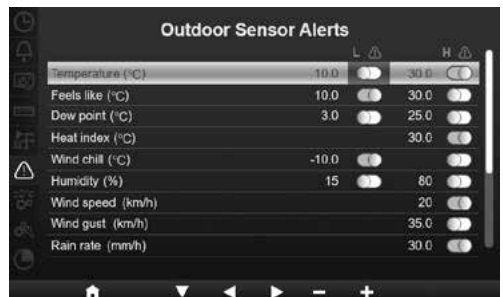 Outdoor Sensor Alerts
L H
Temperature (°C) 10.0 30.0
Feels like (°C) 10.0 30.0
Dew point (°C) 3.0 25.0
Heat index (°C) 30.0
Wind chill (°C) -10.0
Humidity (%) 15 80
Wind speed (km/h) 20
Wind gust (km/h) 35.0
Rain rate (mm/h) 30.0